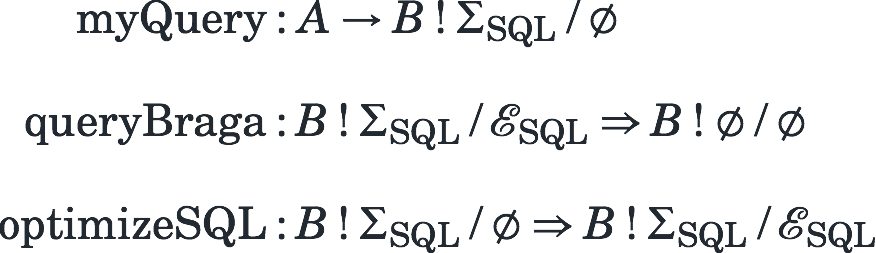 myQuery : A → B ! Σ_SQL / ∅
queryBraga : B ! Σ_SQL / ℰ_SQL ⇒ B ! ∅ / ∅
optimizeSQL : B ! Σ_SQL / ∅ ⇒ B ! Σ_SQL / ℰ_SQL